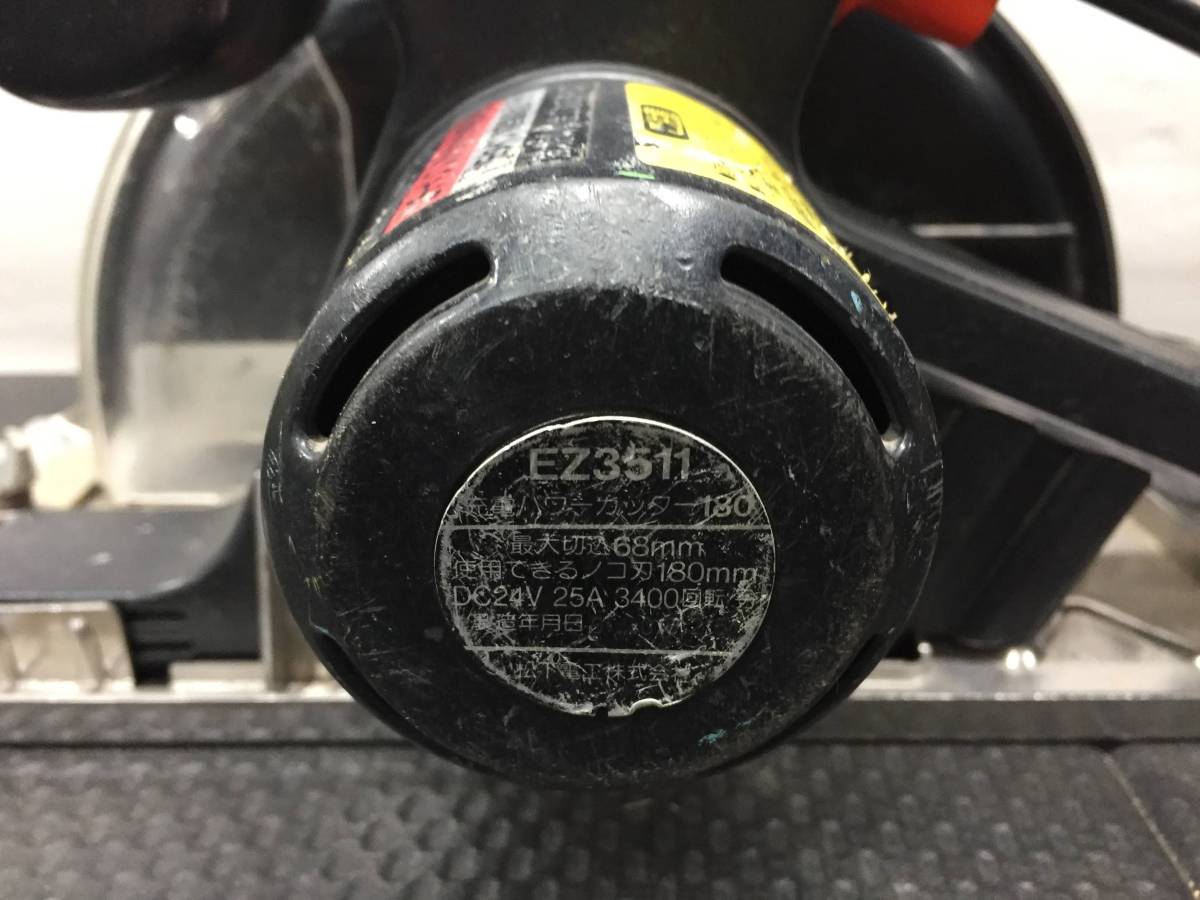 EZ3511
充電パワーカッター180
最大切込68mm
使用できるノコ刃180mm
DC24V 25A 3400回転
製造年月日
松下電工株式会